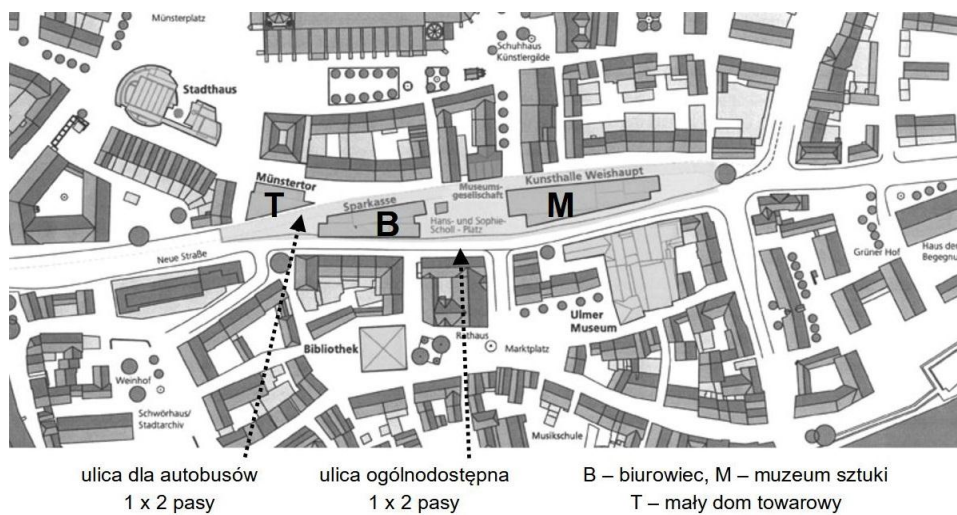 Münsterplatz
Schuhhaus
Künstlergilde
Stadthaus
Münstertor
T
Sparkasse
B
Museums-
gesellschaft
Kunsthalle Weishaupt
M
Hans- und Sophie-
Scholl - Platz
Neue Straße
Grüner Hof
Haus der
Begegnu
Ulmer
Museum
Rathaus
Bibliothek
Marktplatz
Weinhof
Schwörhaus/
Stadtarchiv
Musikschule
ulica dla autobusów
1 x 2 pasy
ulica ogólnodostępna
1 x 2 pasy
B – biurowiec, M – muzeum sztuki
T – mały dom towarowy